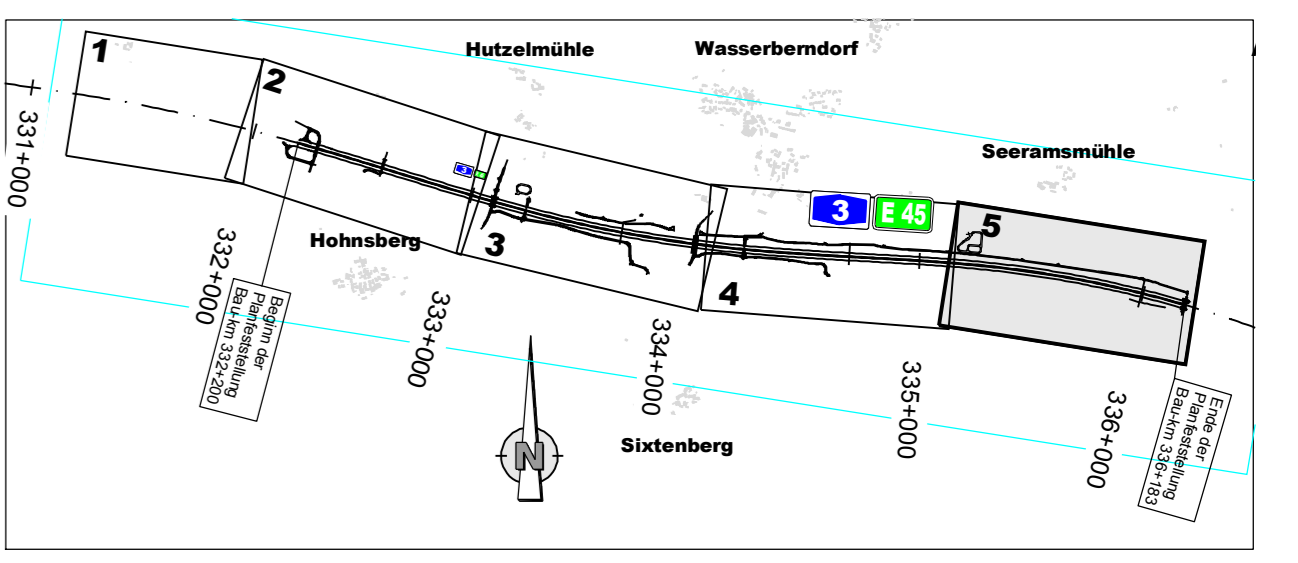 1
2
Hutzelmühle
Wasserberndorf
Seeramsmühle
331+000
3
3
E 45
5
Hohnsberg
3
4
332+000
Beginn der
Planfeststellung
Bau-km 332+200
333+000
334+000
335+000
336+000
Ende der
Planfeststellung
Bau-km 336+183
Sixtenberg
N